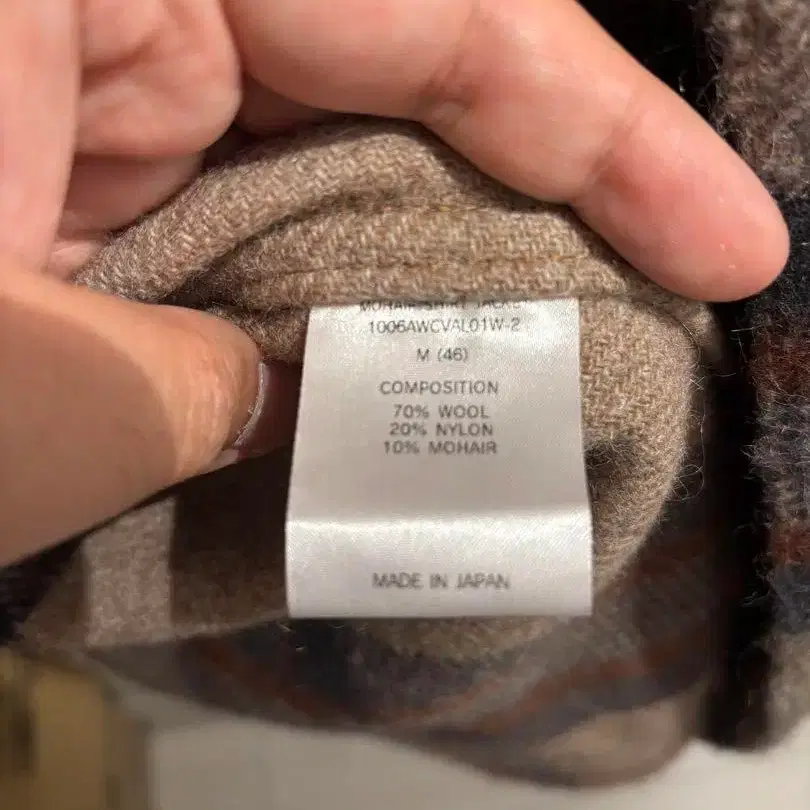 MOHAIR SHIRT JACKET
1006AWCVAL01W-2
M (46)
COMPOSITION
70% WOOL
20% NYLON
10% MOHAIR
MADE IN JAPAN